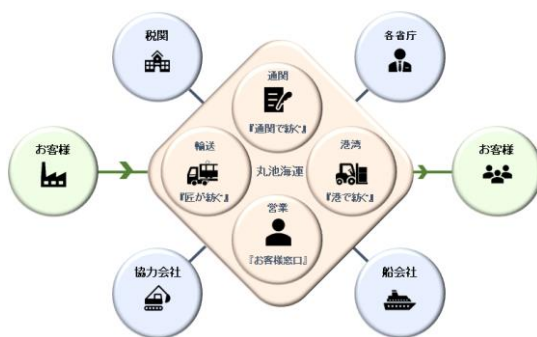 税関
各省庁
通関
『通関で紡ぐ』
お客様
輸送
『匠が紡ぐ』
丸池海運
港湾
『港で紡ぐ』
お客様
営業
『お客様窓口』
協力会社
船会社